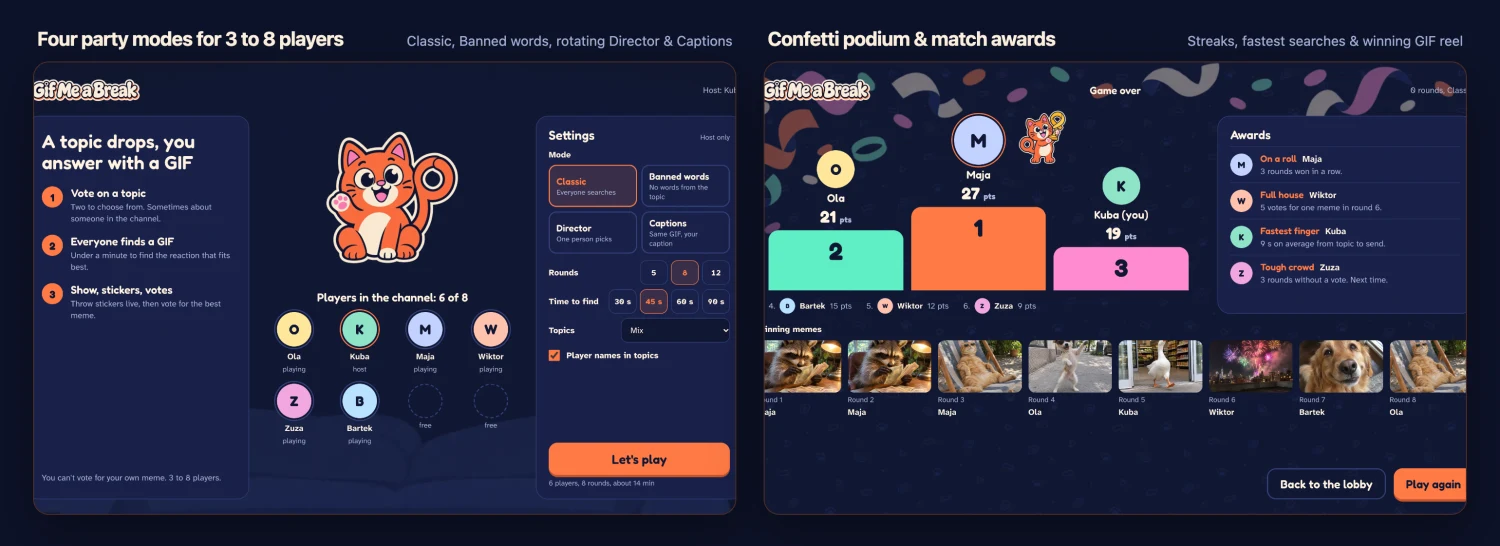 Four party modes for 3 to 8 players
Classic, Banned words, rotating Director & Captions
Gif Me a Break
Host: Kul
A topic drops, you
answer with a GIF
1
Vote on a topic
Two to choose from. Sometimes about
someone in the channel.
2
Everyone finds a GIF
Under a minute to find the reaction that fits
best.
3
Show, stickers, votes
Throw stickers live, then vote for the best
meme.
You can't vote for your own meme. 3 to 8 players.
Players in the channel: 6 of 8
O K M W
Ola Kuba Maja Wiktor
playing host playing playing
Z B
Zuza Bartek free free
playing playing
Settings
Host only
Mode
Classic
Everyone searches
Banned words
No words from the
topic
Director
One person picks
Captions
Same GIF, your
caption
Rounds 5 8 12
Time to find 30 s 45 s 60 s 90 s
Topics Mix
Player names in topics
Let's play
6 players, 8 rounds, about 14 min
Confetti podium & match awards
Streaks, fastest searches & winning GIF reel
Gif Me a Break
Game over
0 rounds, Class
O
Ola
21 pts
2
M
Maja
27 pts
1
K
Kuba (you)
19 pts
3
4. B Bartek 15 pts 5. W Wiktor 12 pts 6. Z Zuza 9 pts
Awards
M
On a roll Maja
3 rounds won in a row.
W
Full house Wiktor
5 votes for one meme in round 6.
K
Fastest finger Kuba
9 s on average from topic to send.
Z
Tough crowd Zuza
3 rounds without a vote. Next time.
inning memes
und 1 Round 2 Round 3 Round 4 Round 5 Round 6 Round 7 Round 8
aja Maja Maja Ola Kuba Wiktor Bartek Ola
Back to the lobby
Play again